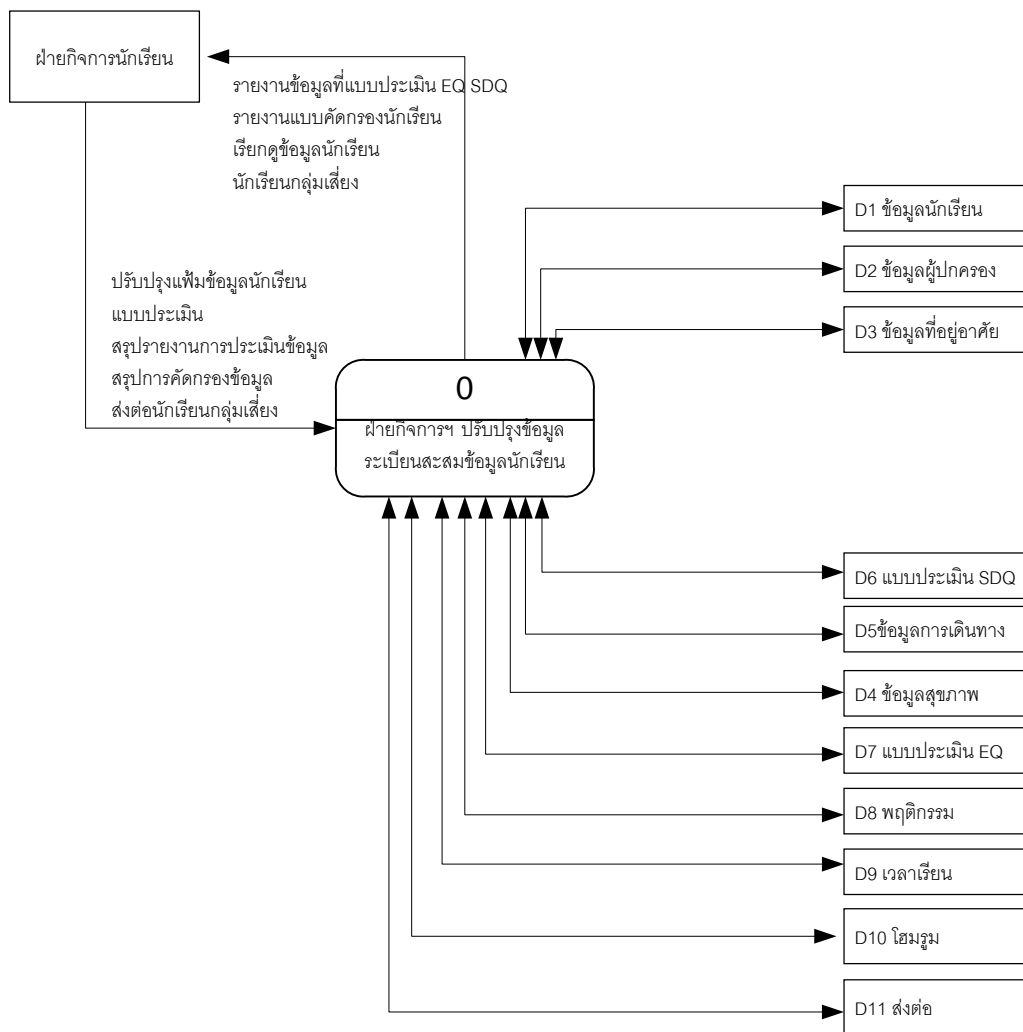 ฝ่ายกิจการนักเรียน
รายงานข้อมูลที่แบบประเมิน EQ SDQ
รายงานแบบคัดกรองนักเรียน
เรียกดูข้อมูลนักเรียน
นักเรียนกลุ่มเสี่ยง
D1 ข้อมูลนักเรียน
D2 ข้อมูลผู้ปกครอง
D3 ข้อมูลที่อยู่อาศัย
ปรับปรุงแฟ้มข้อมูลนักเรียน
แบบประเมิน
สรุปรายงานการประเมินข้อมูล
สรุปการคัดกรองข้อมูล
ส่งต่อนักเรียนกลุ่มเสี่ยง
0
ฝ่ายกิจการฯ ปรับปรุงข้อมูล
ระเบียนสะสมข้อมูลนักเรียน
D6 แบบประเมิน SDQ
D5ข้อมูลการเดินทาง
D4 ข้อมูลสุขภาพ
D7 แบบประเมิน EQ
D8 พฤติกรรม
D9 เวลาเรียน
D10 โฮมรูม
D11 ส่งต่อ